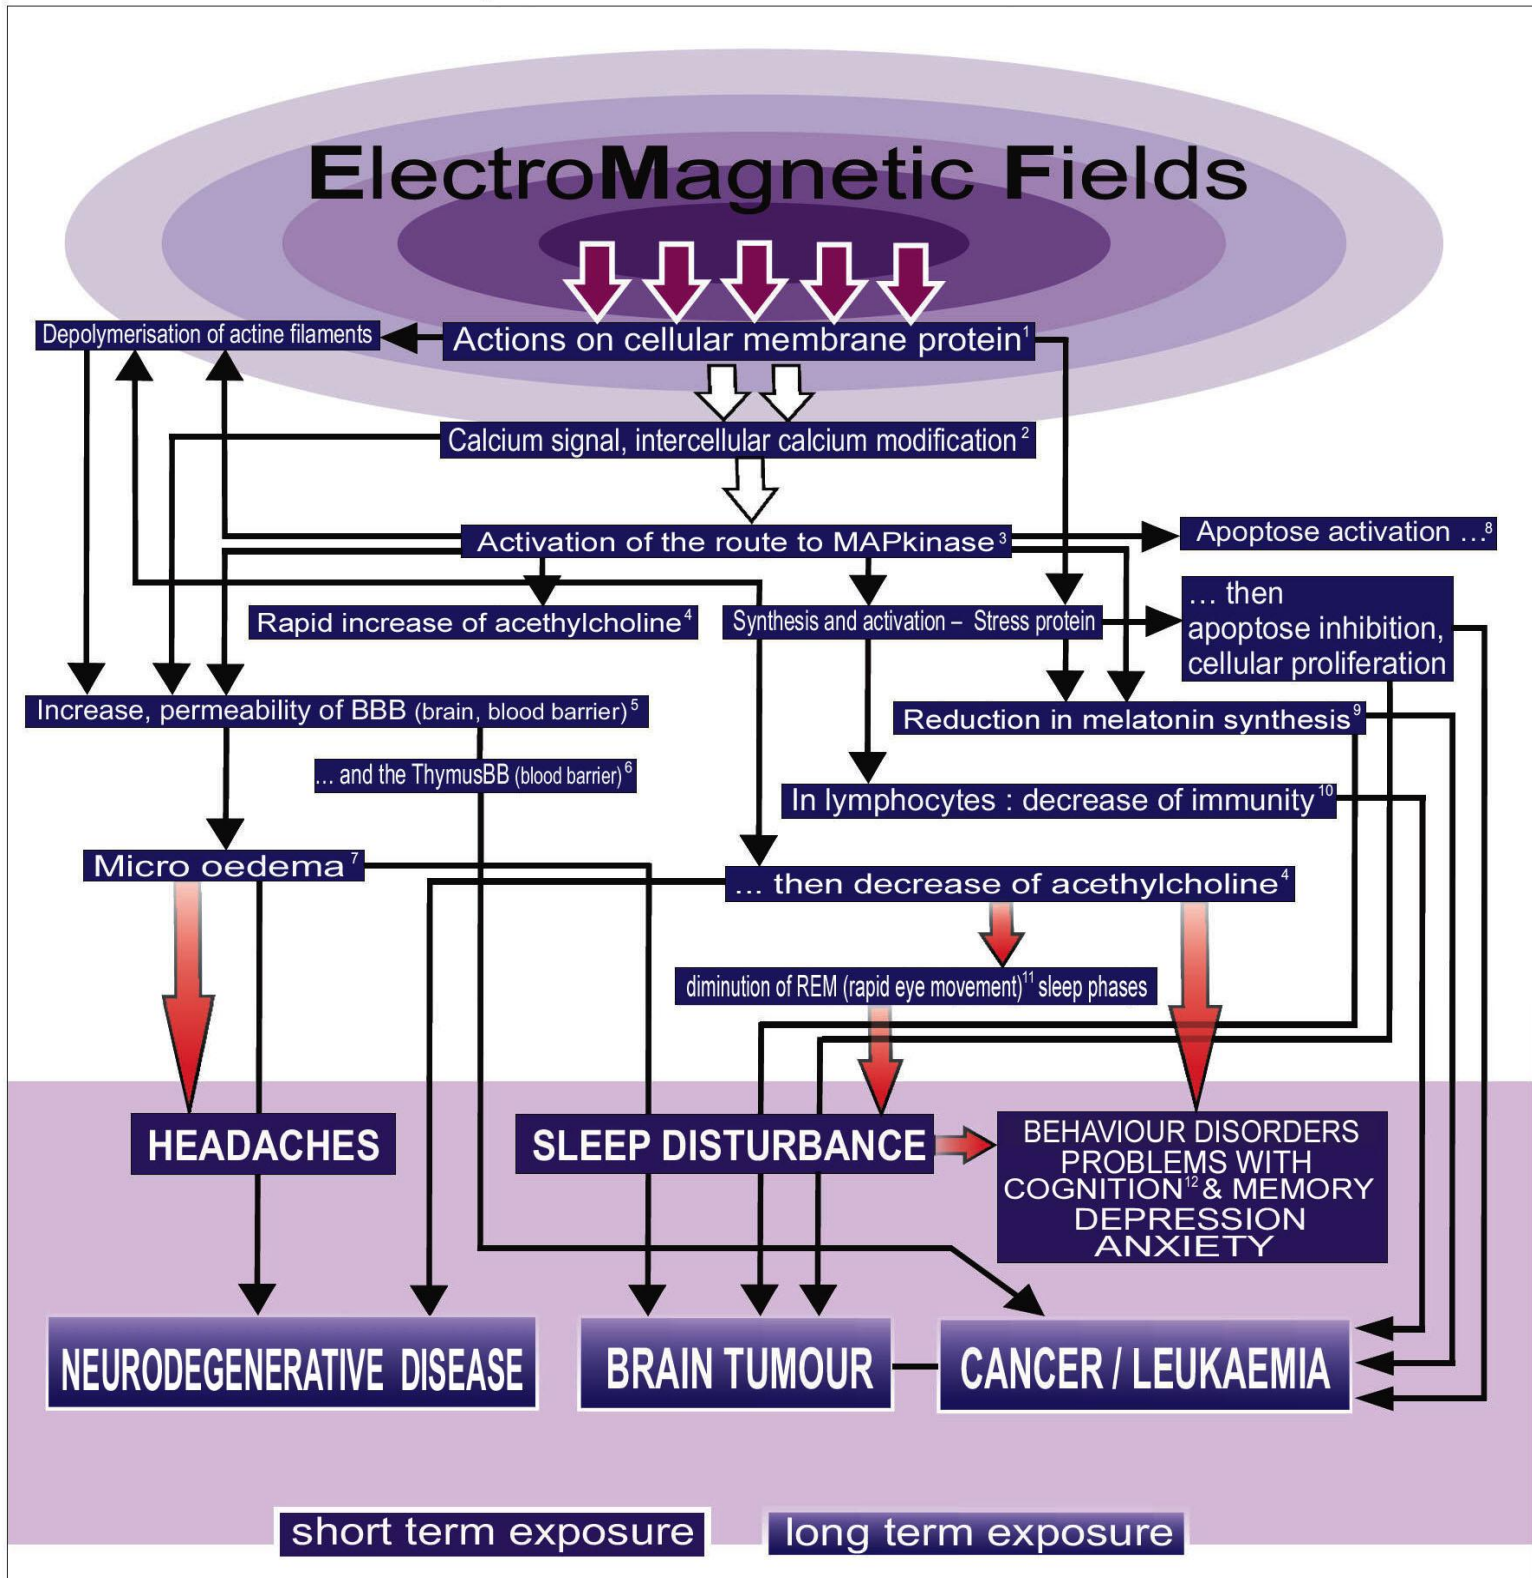 ElectroMagnetic Fields
Depolymerisation of actine filaments
Actions on cellular membrane protein1
Calcium signal, intercellular calcium modification2
Activation of the route to MAPkinase3
Apoptose activation …8
Rapid increase of acethylcholine4
Synthesis and activation – Stress protein
… then
apoptose inhibition,
cellular proliferation
Increase, permeability of BBB (brain, blood barrier)5
Reduction in melatonin synthesis9
… and the ThymusBB (blood barrier)6
In lymphocytes : decrease of immunity10
Micro oedema7
… then decrease of acethylcholine4
diminution of REM (rapid eye movement)11 sleep phases
HEADACHES
SLEEP DISTURBANCE
BEHAVIOUR DISORDERS
PROBLEMS WITH
COGNITION12 & MEMORY
DEPRESSION
ANXIETY
NEURODEGENERATIVE DISEASE
BRAIN TUMOUR
CANCER / LEUKAEMIA
short term exposure
long term exposure